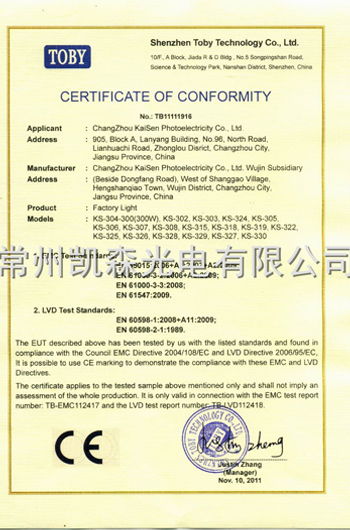 TOBY
Shenzhen Toby Technology Co., Ltd.
10/F., A Block, Jiada R & D Bldg., No.5 Songpingshan Road,
Science & Technology Park, Nanshan District, Shenzhen, China
CERTIFICATE OF CONFORMITY
No.: TB11111916
Applicant : ChangZhou KaiSen Photoelectricity Co., Ltd.
Address : 905, Block A, Lanyang Building, No.96, North Road,
Lianhuachi Road, Zhonglou Disrict, Changzhou City,
Jiangsu Province, China
Manufacturer : ChangZhou KaiSen Photoelectricity Co., Ltd. Wujin Subsidiary
Address : (Beside Dongfang Road), West of Shanggao Village,
Hengshanqiao Town, Wujin District, Changzhou City,
Jangsu Province, China
Product : Factory Light
Models : KS-304-300(300W), KS-302, KS-303, KS-324, KS-305,
KS-306, KS-307, KS-308, KS-315, KS-318, KS-319, KS-322,
KS-325, KS-326, KS-328, KS-329, KS-327, KS-330
常州凯森光电有限公司
1. EMC Test Standards:
EN 61000-3-3:2008;
EN 61547:2009.
2. LVD Test Standards:
EN 60598-1:2008+A11:2009;
EN 60598-2-1:1989.
The EUT described above has been tested by us with the listed standards and found in
compliance with the Council EMC Directive 2004/108/EC and LVD Directive 2006/95/EC,
It is possible to use CE marking to demonstrate the compliance with these EMC and LVD
Directives.
The certificate applies to the tested sample above mentioned only and shall not imply an
assessment of the whole production. It is only valid in connection with the EMC test report
number: TB-EMC112417 and the LVD test report number: TB-LVD112418.
CE
Zhang
(Manager)
Nov. 10, 2011